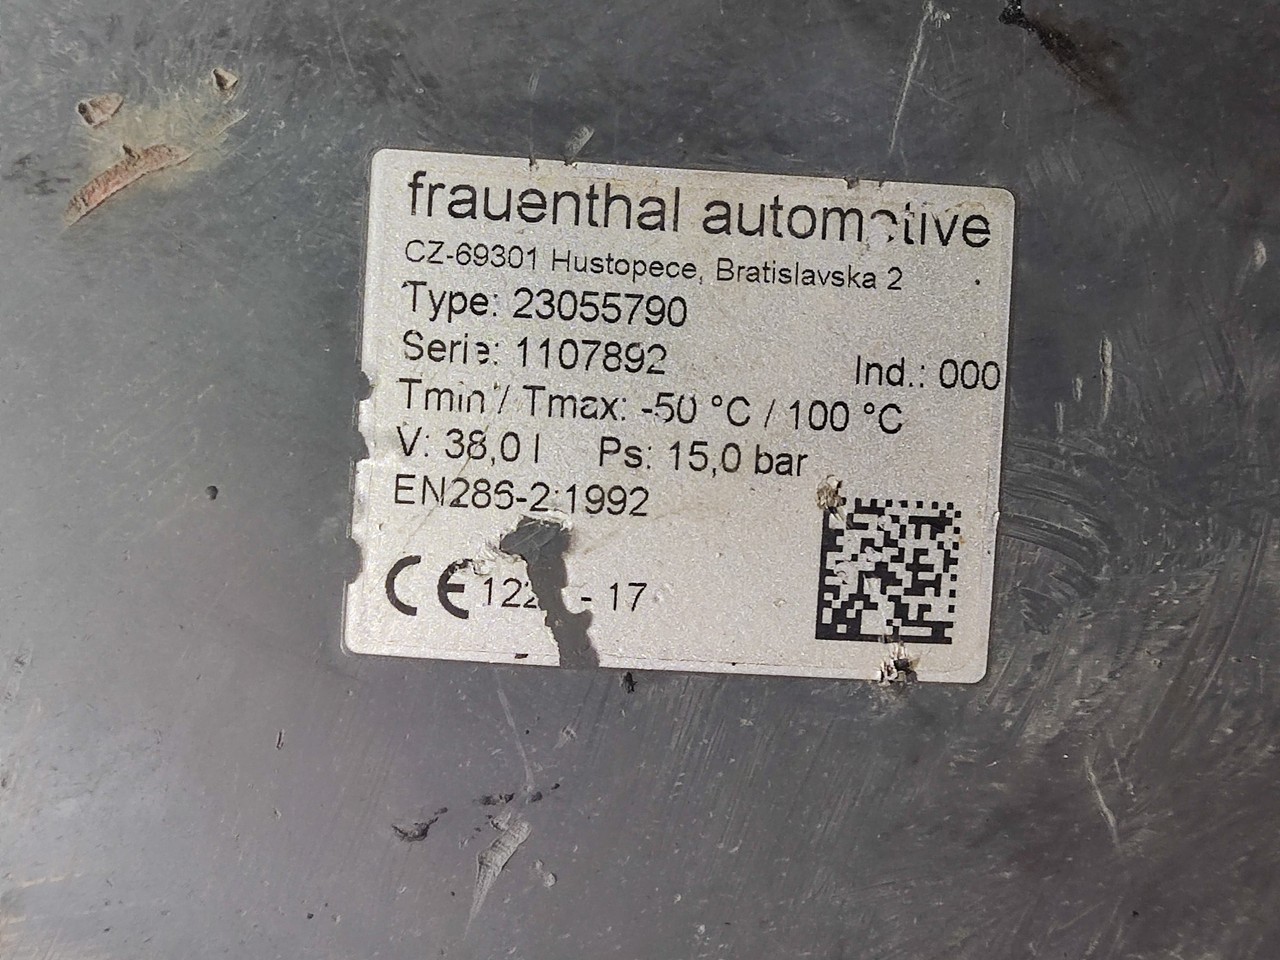 frauenthal automotive
CZ-69301 Hustopece, Bratislavska 2
Type: 23055790
Serie: 1107892 Ind.: 000
Tmin / Tmax: -50 °C / 100 °C
V: 38,0 l Ps: 15,0 bar
EN286-2:1992
CE - 17